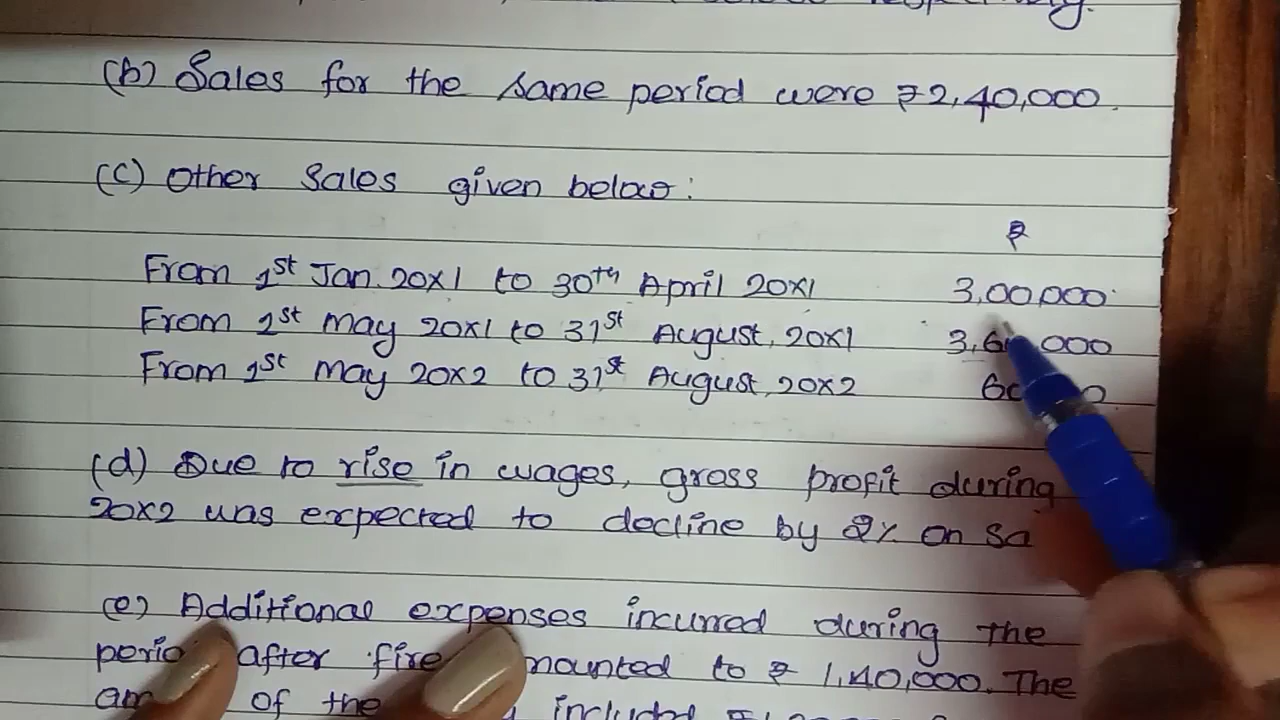 (b) Sales for the same period were ₹2,40,000.
(c) Other Sales given below:
₹
From 1st Jan. 20x1 to 30th April 20x1 3,00,000
From 1st may 20x1 to 31st August, 20x1 000
From 1st may 20x2 to 31st August, 20x2
(d) Due to rise in wages, gross profit during
20x2 was expected to decline by 2% on
(e) Additional expenses incurred during the
after fire to ₹ 1,40,000. The
of the